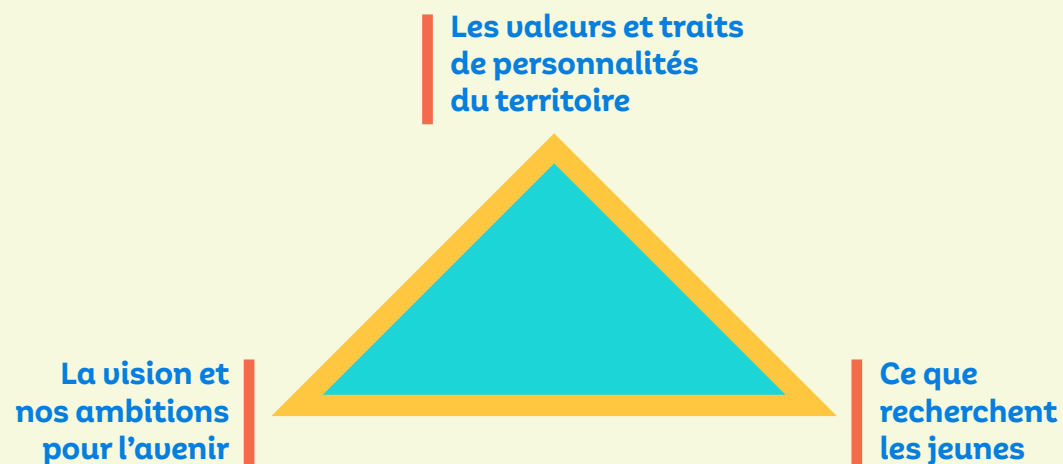 Les valeurs et traits
de personnalités
du territoire
La vision et
nos ambitions
pour l'avenir
Ce que
recherchent
les jeunes